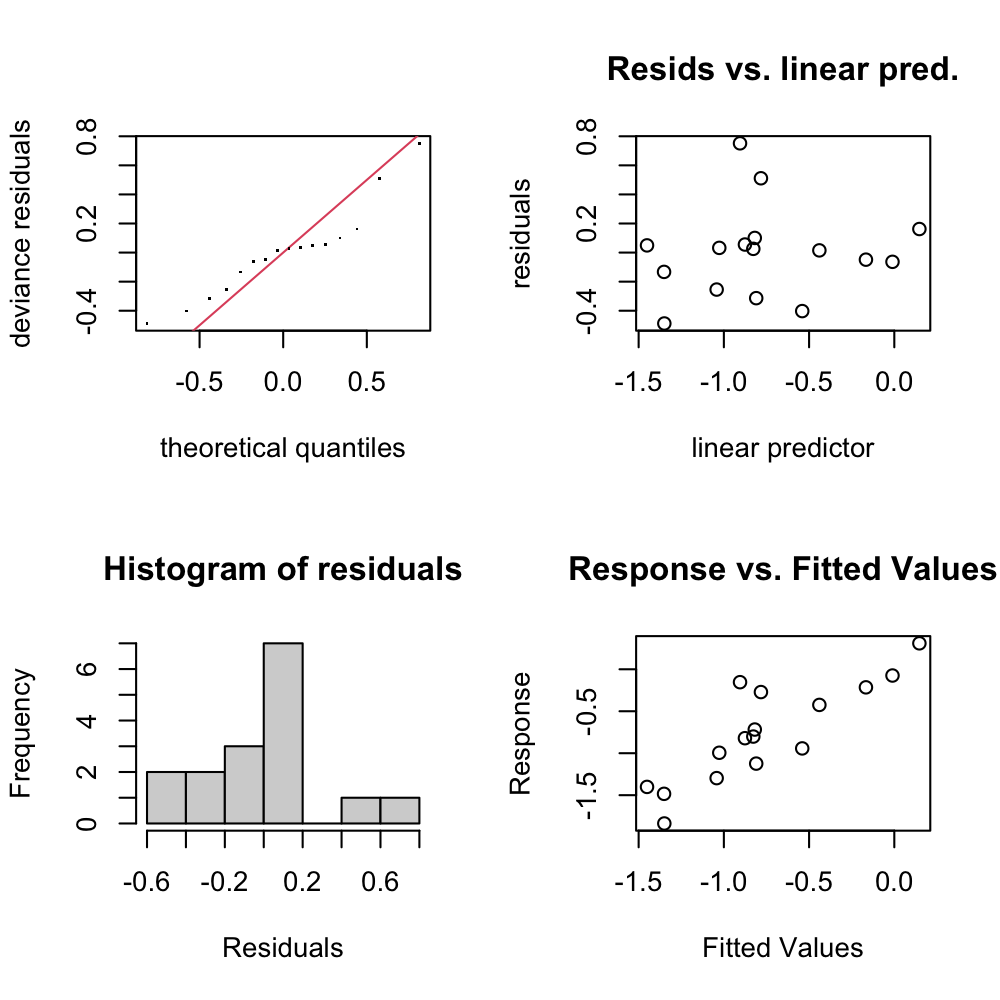 deviance residuals
0.8
0.2
-0.4
-0.5 0.0 0.5
theoretical quantiles
Resids vs. linear pred.
residuals
0.8
0.2
-0.4
-1.5 -1.0 -0.5 0.0
linear predictor
Histogram of residuals
Frequency
6
4
2
0
-0.6 -0.2 0.2 0.6
Residuals
Response vs. Fitted Values
Response
-0.5
-1.5
-1.5 -1.0 -0.5 0.0
Fitted Values